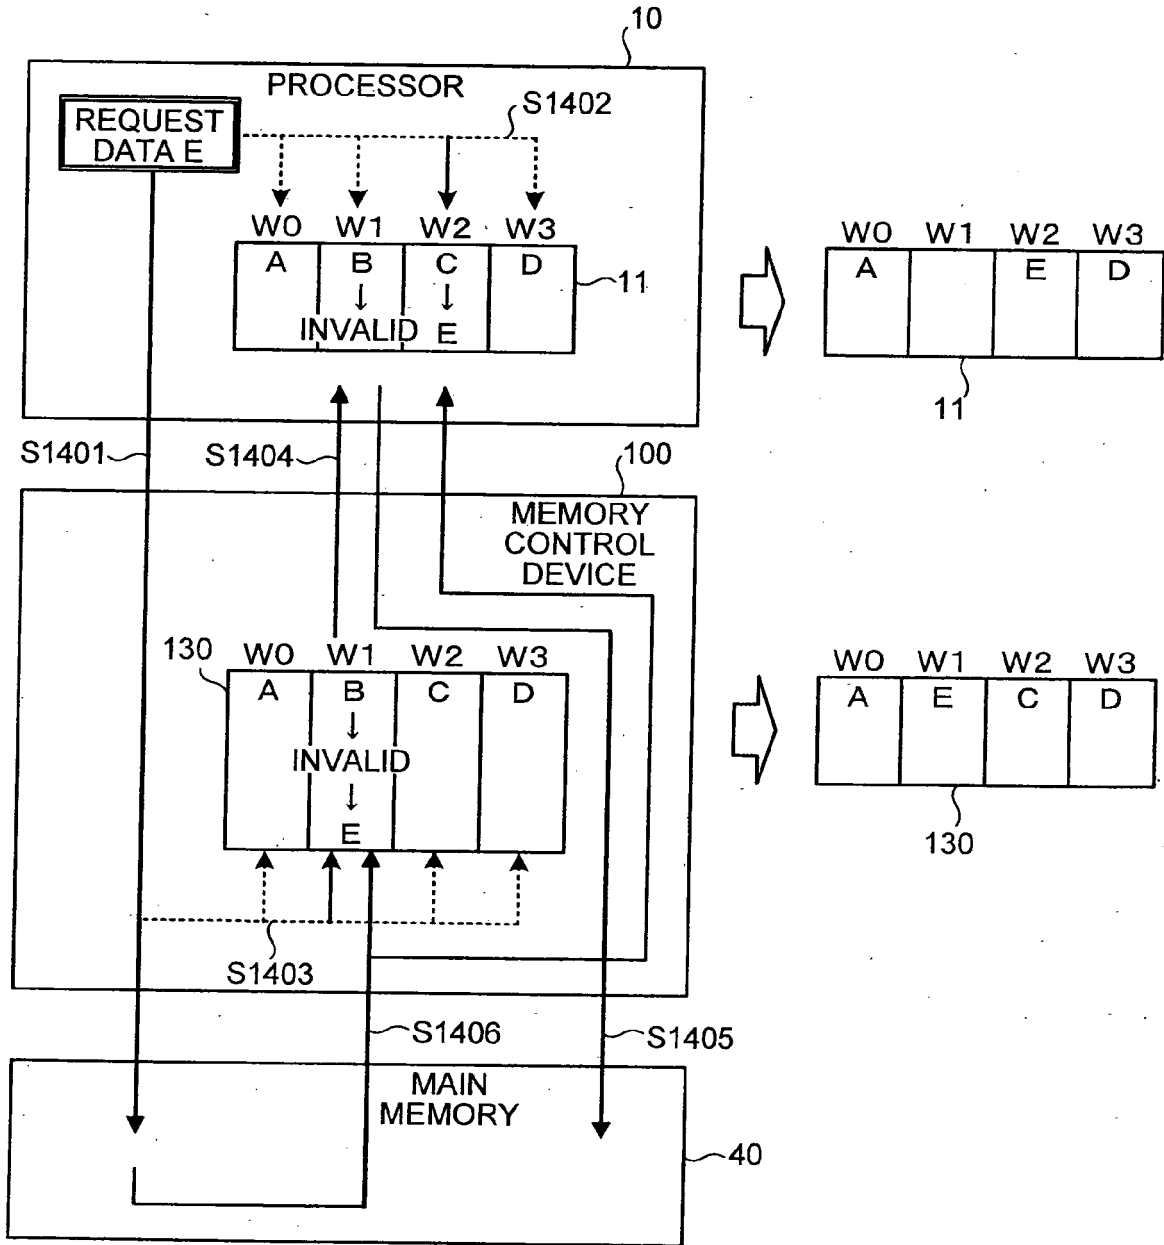 10
PROCESSOR
REQUEST
DATA E
S1402
W0 W1 W2 W3
A B C D
↓ ↓
INVALID E
11
W0 W1 W2 W3
A E D
11
S1401
S1404
100
MEMORY
CONTROL
DEVICE
130
W0 W1 W2 W3
A B C D
↓
INVALID
↓
E
W0 W1 W2 W3
A E C D
130
S1403
S1406
S1405
MAIN
MEMORY
40